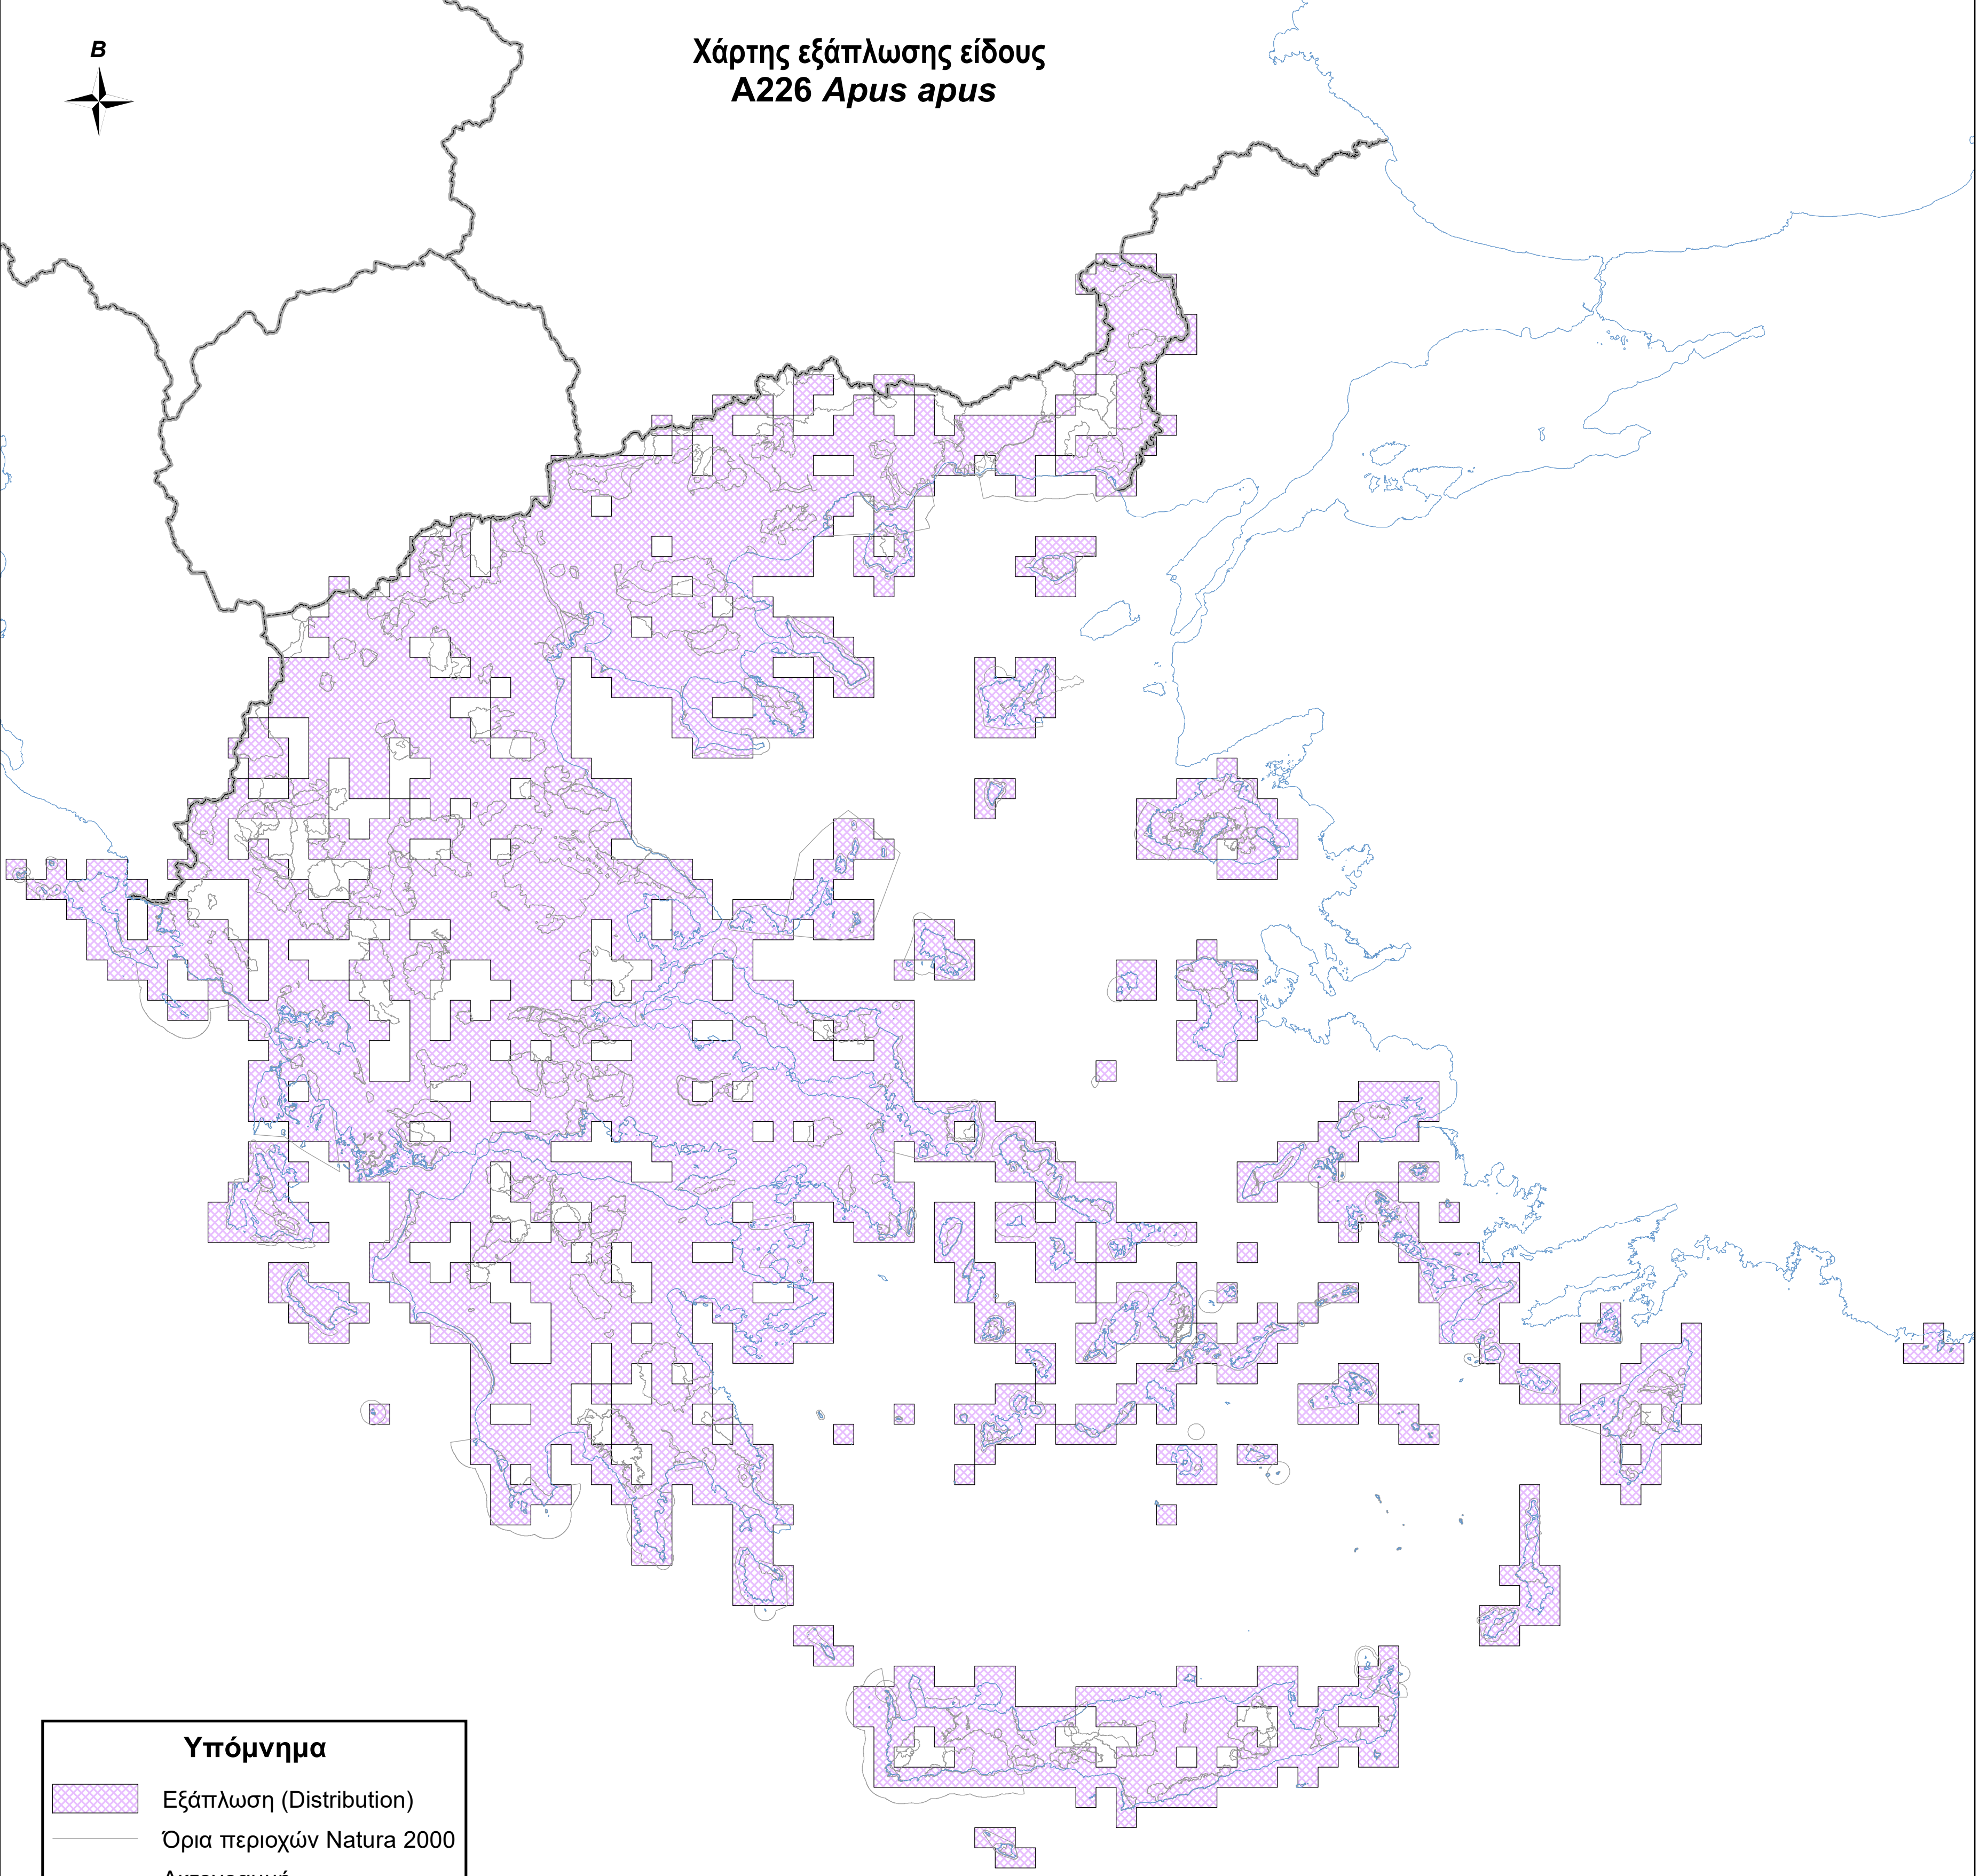 B
Χάρτης εξάπλωσης είδους
A226 Apus apus
Υπόμνημα
Εξάπλωση (Distribution)
Όρια περιοχών Natura 2000